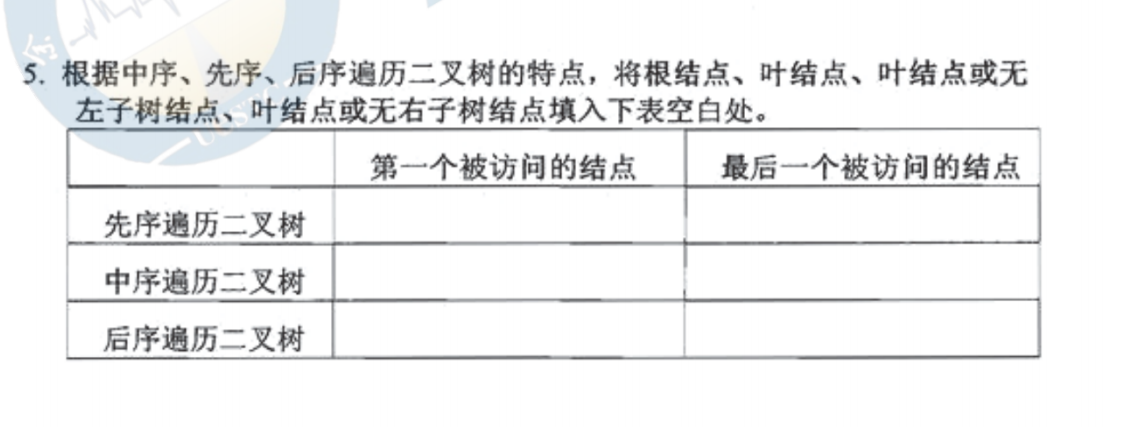 5. 根据中序、先序、后序遍历二叉树的特点，将根结点、叶结点、叶结点或无
左子树结点、叶结点或无右子树结点填入下表空白处。
第一个被访问的结点 最后一个被访问的结点
先序遍历二叉树
中序遍历二叉树
后序遍历二叉树